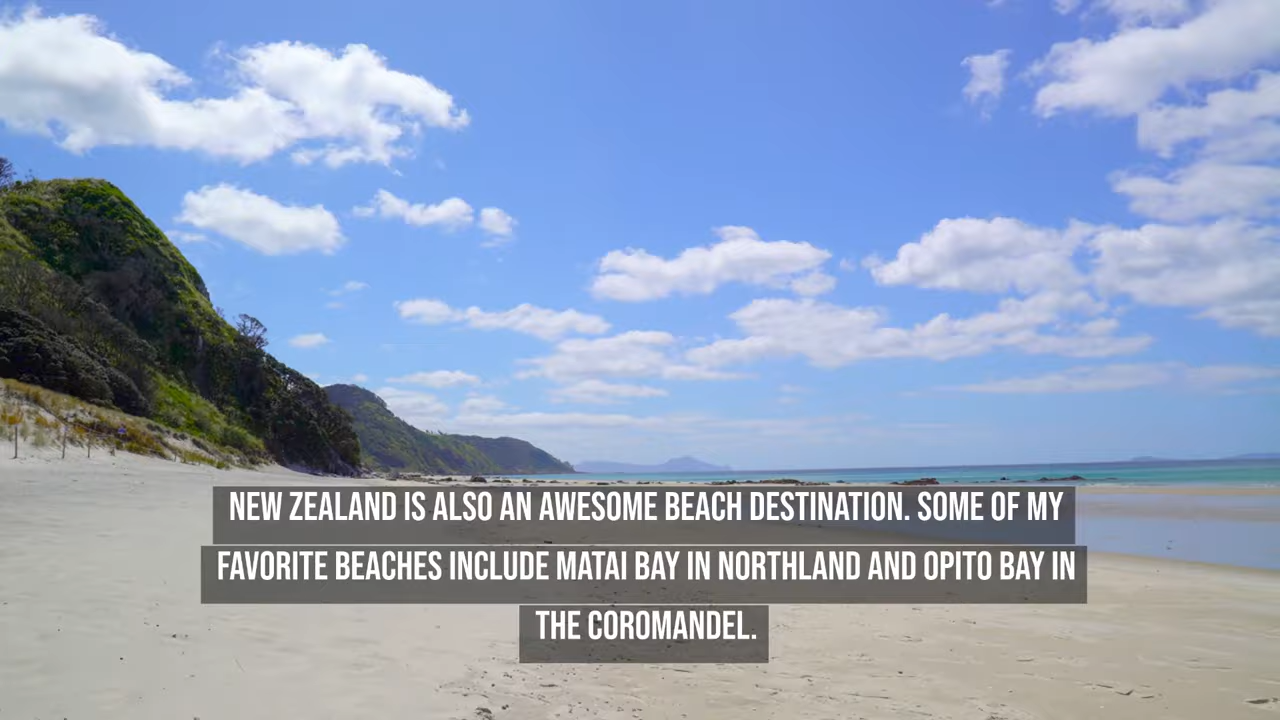 NEW ZEALAND IS ALSO AN AWESOME BEACH DESTINATION. SOME OF MY
FAVORITE BEACHES INCLUDE MATAI BAY IN NORTHLAND AND OPITO BAY IN
THE COROMANDEL.